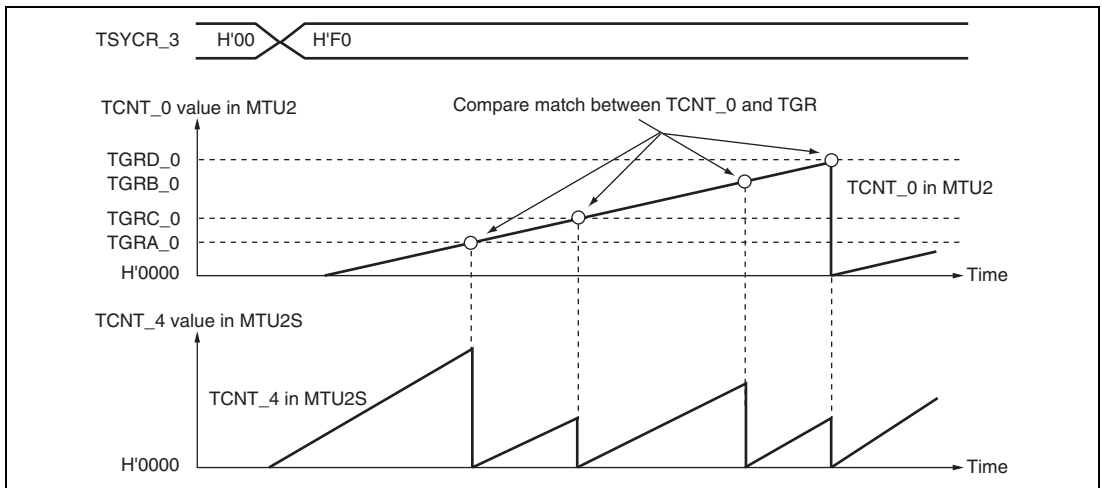 TSYCR_3 H'00 H'F0
TCNT_0 value in MTU2
Compare match between TCNT_0 and TGR
TGRD_0
TGRB_0
TCNT_0 in MTU2
TGRC_0
TGRA_0
H'0000
Time
TCNT_4 value in MTU2S
TCNT_4 in MTU2S
H'0000
Time